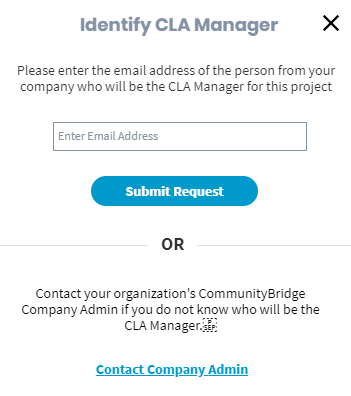 Identify CLA Manager
Please enter the email address of the person from your
company who will be the CLA Manager for this project
Enter Email Address
Submit Request
OR
Contact your organization's CommunityBridge
Company Admin if you do not know who will be the
CLA Manager.
Contact Company Admin